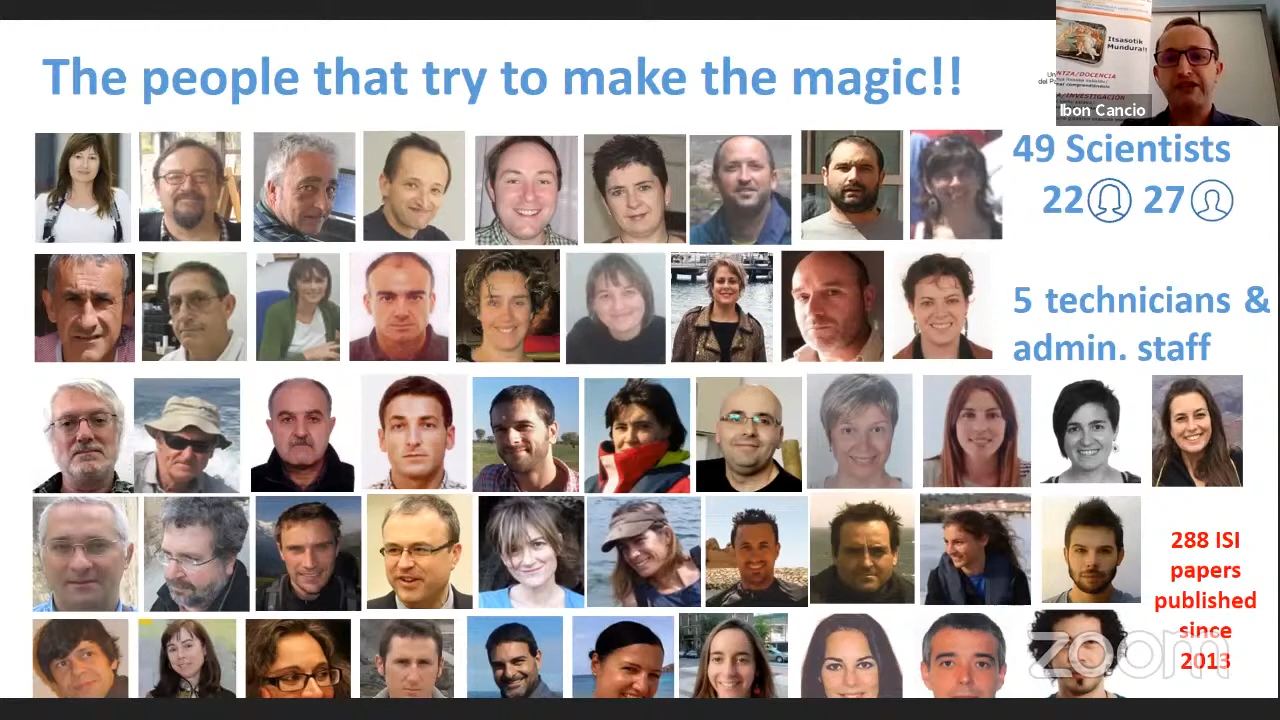 The people that try to make the magic!!
Itsasotik
Mundura!!
Ibon Cancio
49 Scientists
22 27
5 technicians &
admin. staff
288 ISI
papers
published
since
2013
zoom